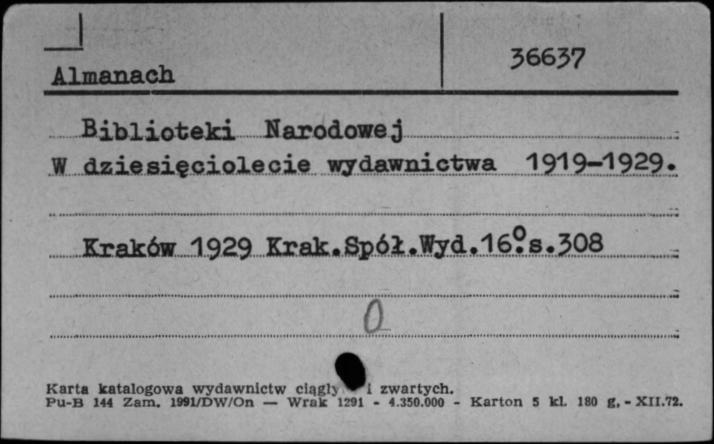 36637
Almanach
Biblioteki Narodowej
W dziesięciolecie wydawnictwa 1919-1929.
Kraków 1929 Krak.Spół.Wyd.16º.s.308
0
Karta katalogowa wydawnictw ciągły i zwartych.
Pu-B 144 Zam. 1991/DW/On — Wrak 1291 - 4.350.000 - Karton 5 kl. 180 g. - XII.72.